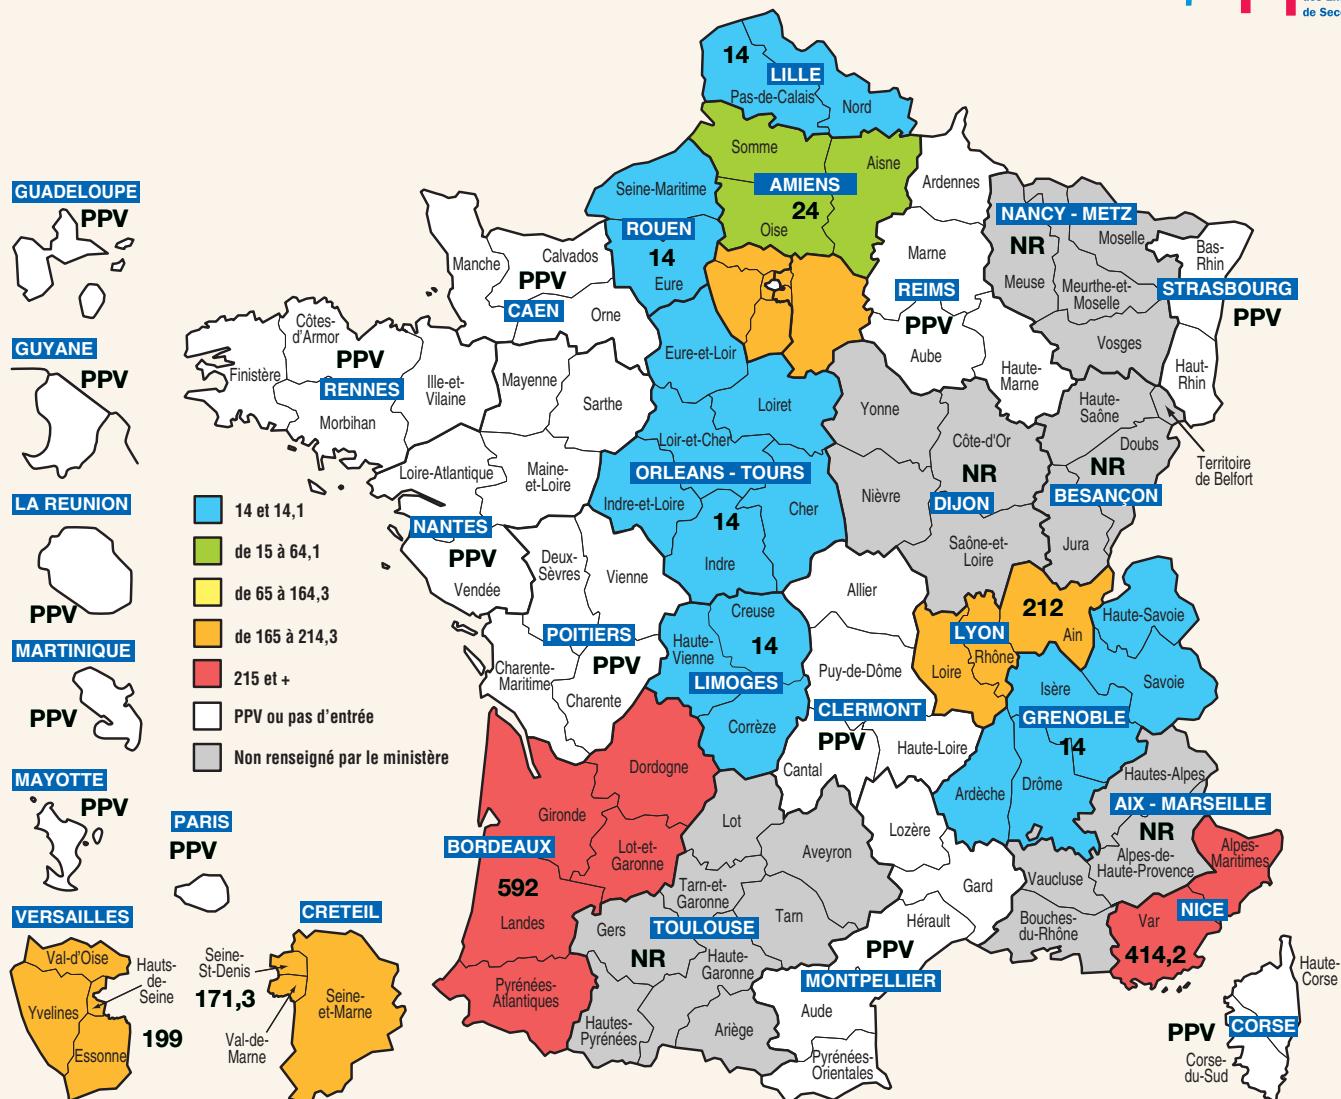 de Sec
14
LILLE
Pas-de-Calais
Nord
Somme
Aisne
AMIENS
24
Oise
Ardennes
Seine-Maritime
ROUEN
14
Eure
GUADELOUPE
PPV
NANCY - METZ
NR
Moselle
Meuse
Meurthe-et-
Moselle
Vosges
Bas-
Rhin
STRASBOURG
PPV
Haut-
Rhin
Marne
REIMS
PPV
Aube
Haute-
Marne
Manche
Calvados
PPV
CAEN
Orne
Côtes-
d'Armor
PPV
Finistère
RENNES
Ille-et-
Vilaine
Morbihan
Mayenne
Sarthe
GUYANE
PPV
Eure-et-Loir
Loiret
Loir-et-Cher
ORLEANS - TOURS
Indre-et-Loire
14
Cher
Indre
Yonne
Côte-d'Or
NR
Nièvre
DIJON
Saône-et-
Loire
Haute-
Saône
Doubs
NR
BESANÇON
Jura
Territoire
de Belfort
Loire-Atlantique
Maine-
et-Loire
NANTES
PPV
Vendée
LA REUNION
PPV
14 et 14,1
de 15 à 64,1
de 65 à 164,3
de 165 à 214,3
215 et +
PPV ou pas d'entrée
Non renseigné par le ministère
Deux-
Sèvres
Vienne
POITIERS
PPV
Charente-
Maritime
Charente
Creuse
Haute-
Vienne
14
LIMOGES
Corrèze
Allier
Puy-de-Dôme
CLERMONT
PPV
Haute-Loire
Cantal
212
LYON
Ain
Rhône
Loire
Haute-Savoie
Savoie
Isère
GRENOBLE
14
Drôme
Ardèche
MARTINIQUE
PPV
MAYOTTE
PPV
PARIS
PPV
Dordogne
Gironde
BORDEAUX
Lot-et-
Garonne
592
Landes
Pyrénées-
Atlantiques
Lot
Aveyron
Tarn-et-
Garonne
Tarn
Gers
TOULOUSE
NR
Haute-
Garonne
Hautes-
Pyrénées
Ariège
Lozère
Gard
Hérault
PPV
MONTPELLIER
Aude
Pyrénées-
Orientales
Hautes-Alpes
AIX - MARSEILLE
NR
Alpes-de-
Haute-Provence
Vaucluse
Bouches-
du-Rhône
Alpes-
Maritimes
NICE
Var
414,2
VERSAILLES
Val-d'Oise
Hauts-
de-
Seine
Yvelines
Essonne
199
CRETEIL
Seine-
St-Denis
171,3
Seine-
et-Marne
Val-de-
Marne
Haute-
Corse
PPV
CORSE
Corse-
du-Sud